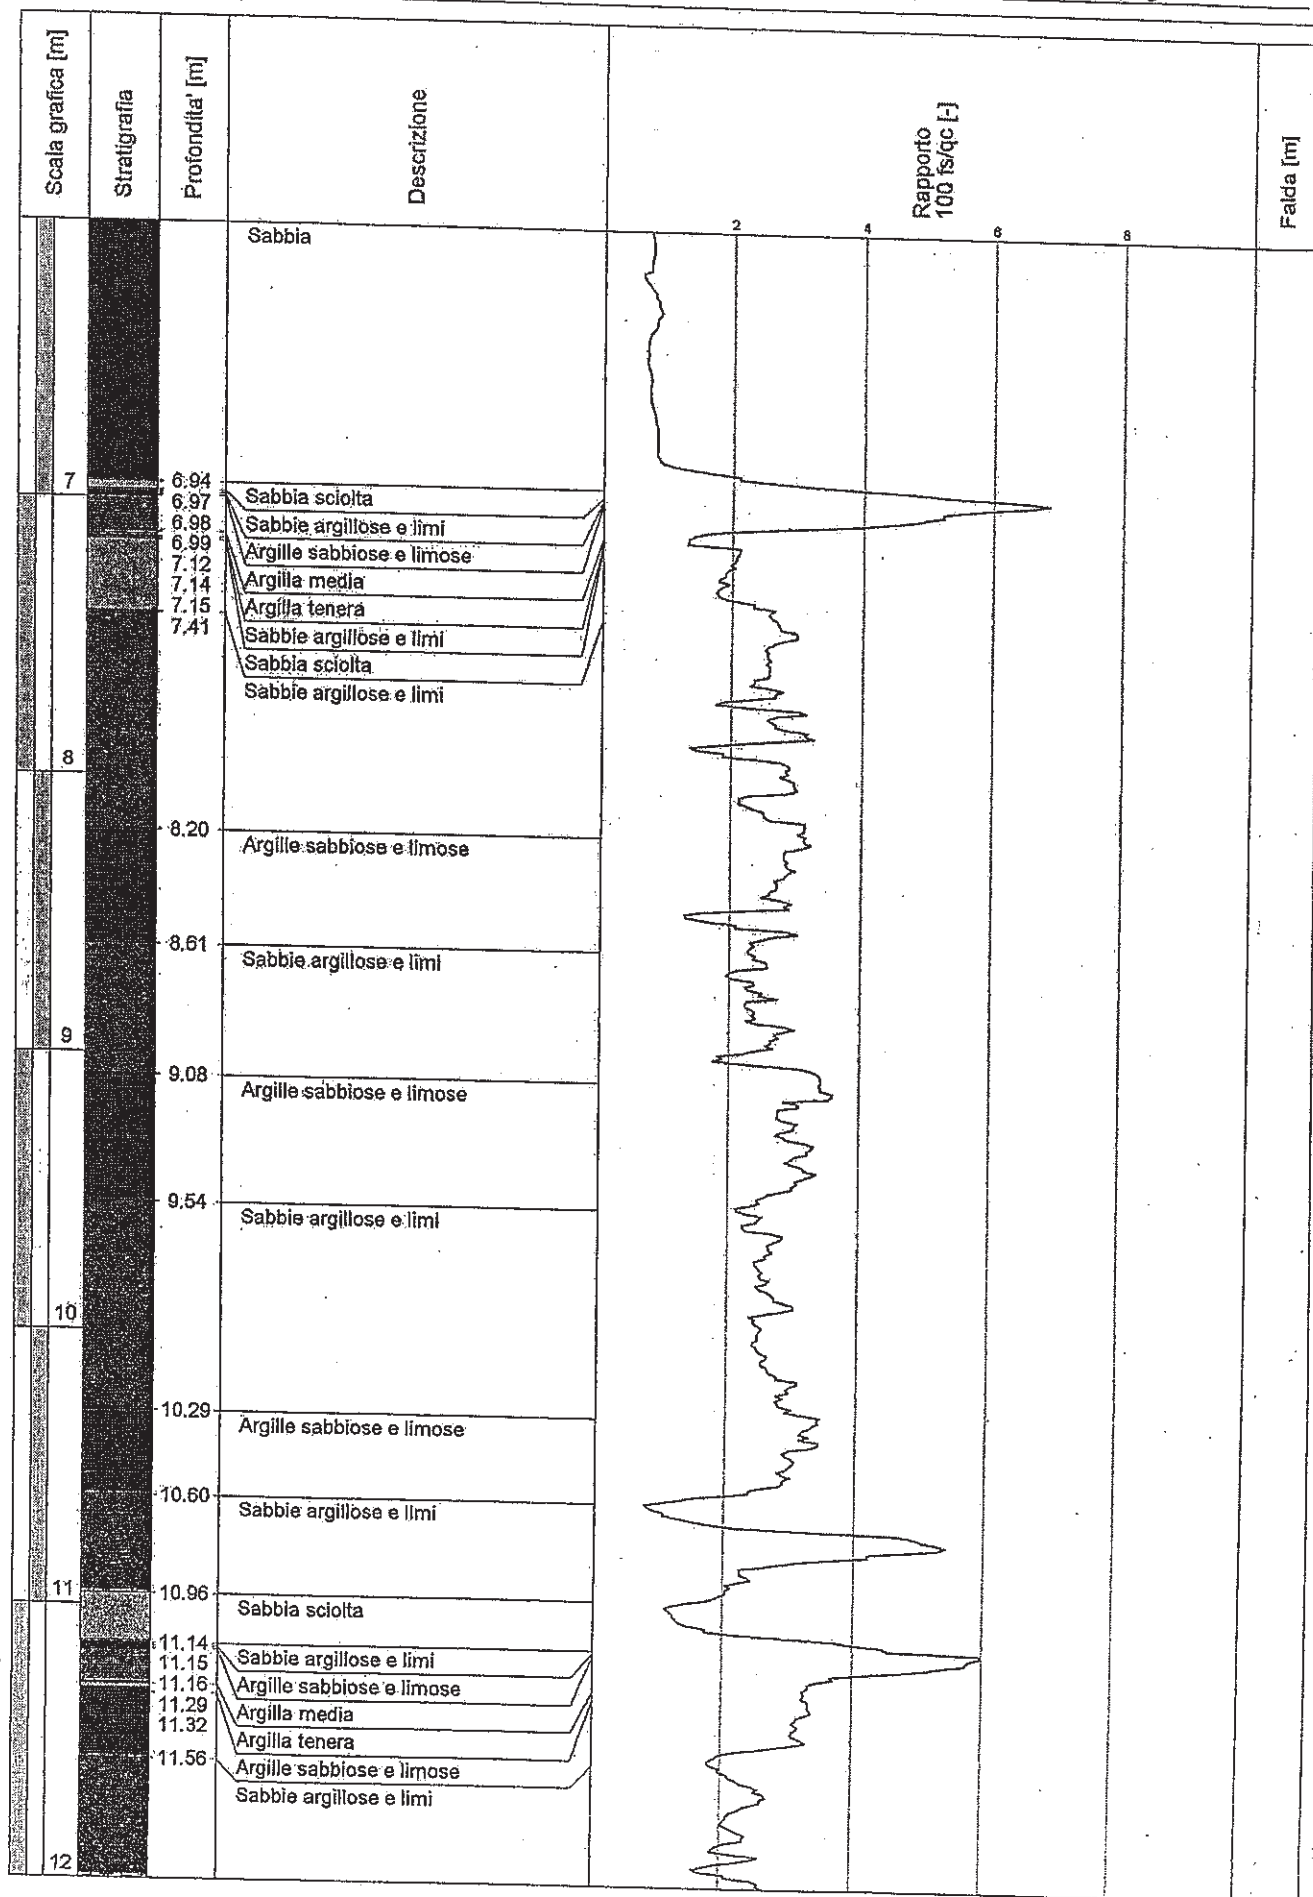 Scala grafica [m]
Stratigrafia
Profondita' [m]
Descrizione
Rapporto
100 fs/qc [-]
Falda [m]
2
4
6
8
Sabbia
7
6.94
6.97
6.98
6.99
7.12
7.14
7.15
7.41
Sabbia sciolta
Sabbie argillose e limi
Argille sabbiose e limose
Argilla media
Argilla tenera
Sabbie argillose e limi
Sabbia sciolta
Sabbie argillose e limi
8
8.20
Argille sabbiose e limose
8.61
Sabbie argillose e limi
9
9.08
Argille sabbiose e limose
9.54
Sabbie argillose e limi
10
10.29
Argille sabbiose e limose
10.60
Sabbie argillose e limi
11
10.96
Sabbia sciolta
11.14
11.15
11.16
11.29
11.32
11.56
Sabbie argillose e limi
Argille sabbiose e limose
Argilla media
Argilla tenera
Argille sabbiose e limose
Sabbie argillose e limi
12